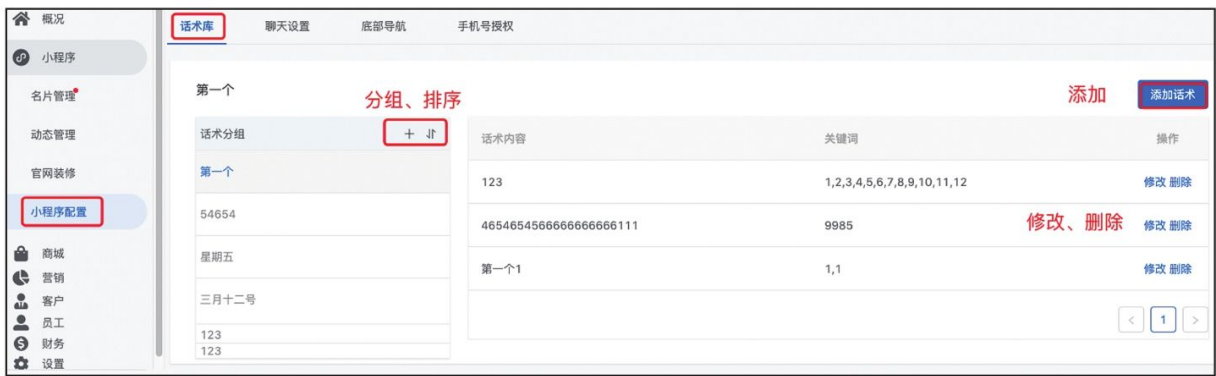 概况
小程序
名片管理
动态管理
官网装修
小程序配置
商城
营销
客户
员工
财务
设置
话术库 聊天设置 底部导航 手机号授权
第一个
分组、排序
添加
添加话术
话术分组
第一个
54654
星期五
三月十二号
123
123
话术内容 关键词 操作
123 1,2,3,4,5,6,7,8,9,10,11,12 修改 删除
4654654566666666666111 9985 修改、删除 修改 删除
第一个1 1,1 修改 删除
< 1 >